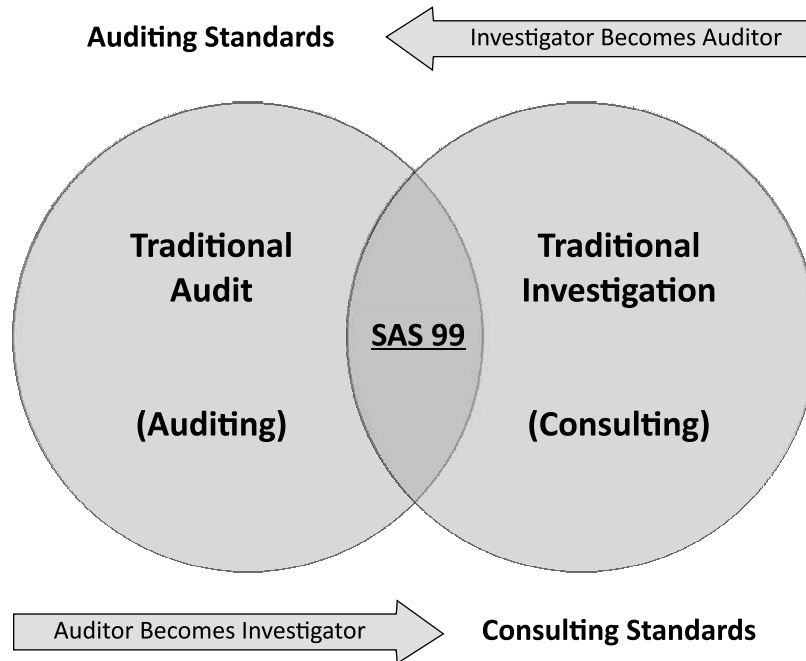 Auditing Standards
Investigator Becomes Auditor
Traditional
Audit
(Auditing)
SAS 99
Traditional
Investigation
(Consulting)
Auditor Becomes Investigator
Consulting Standards